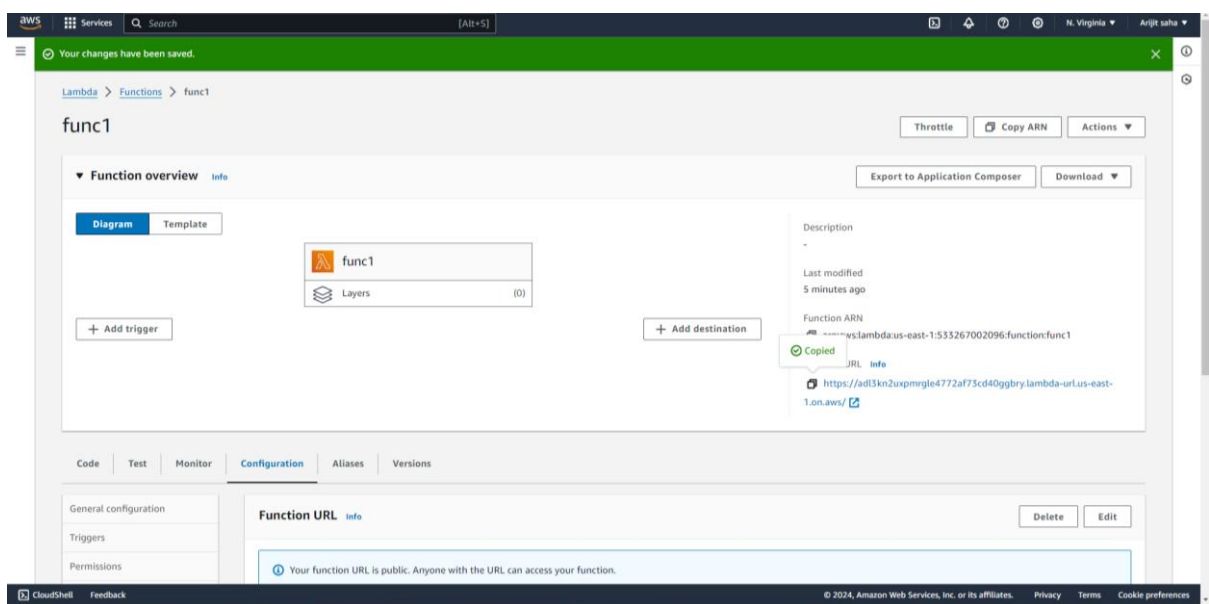 aws Services Search [Alt+S] N. Virginia ▼ Arijit saha ▼
Your changes have been saved.
Lambda > Functions > func1
func1
Throttle Copy ARN Actions ▼
▼ Function overview Info
Export to Application Composer Download ▼
Diagram Template
func1
Layers (0)
+ Add trigger
+ Add destination
Description
-
Last modified
5 minutes ago
Function ARN
:lambda:us-east-1:533267002096:function:func1
Copied
URL Info
https://adl3kn2uxpmrgle4772af73cd40ggbry.lambda-url.us-east-
1.on.aws/
Code Test Monitor Configuration Aliases Versions
General configuration
Triggers
Permissions
Function URL Info
Delete Edit
Your function URL is public. Anyone with the URL can access your function.
CloudShell Feedback © 2024, Amazon Web Services, Inc. or its affiliates. Privacy Terms Cookie preferences